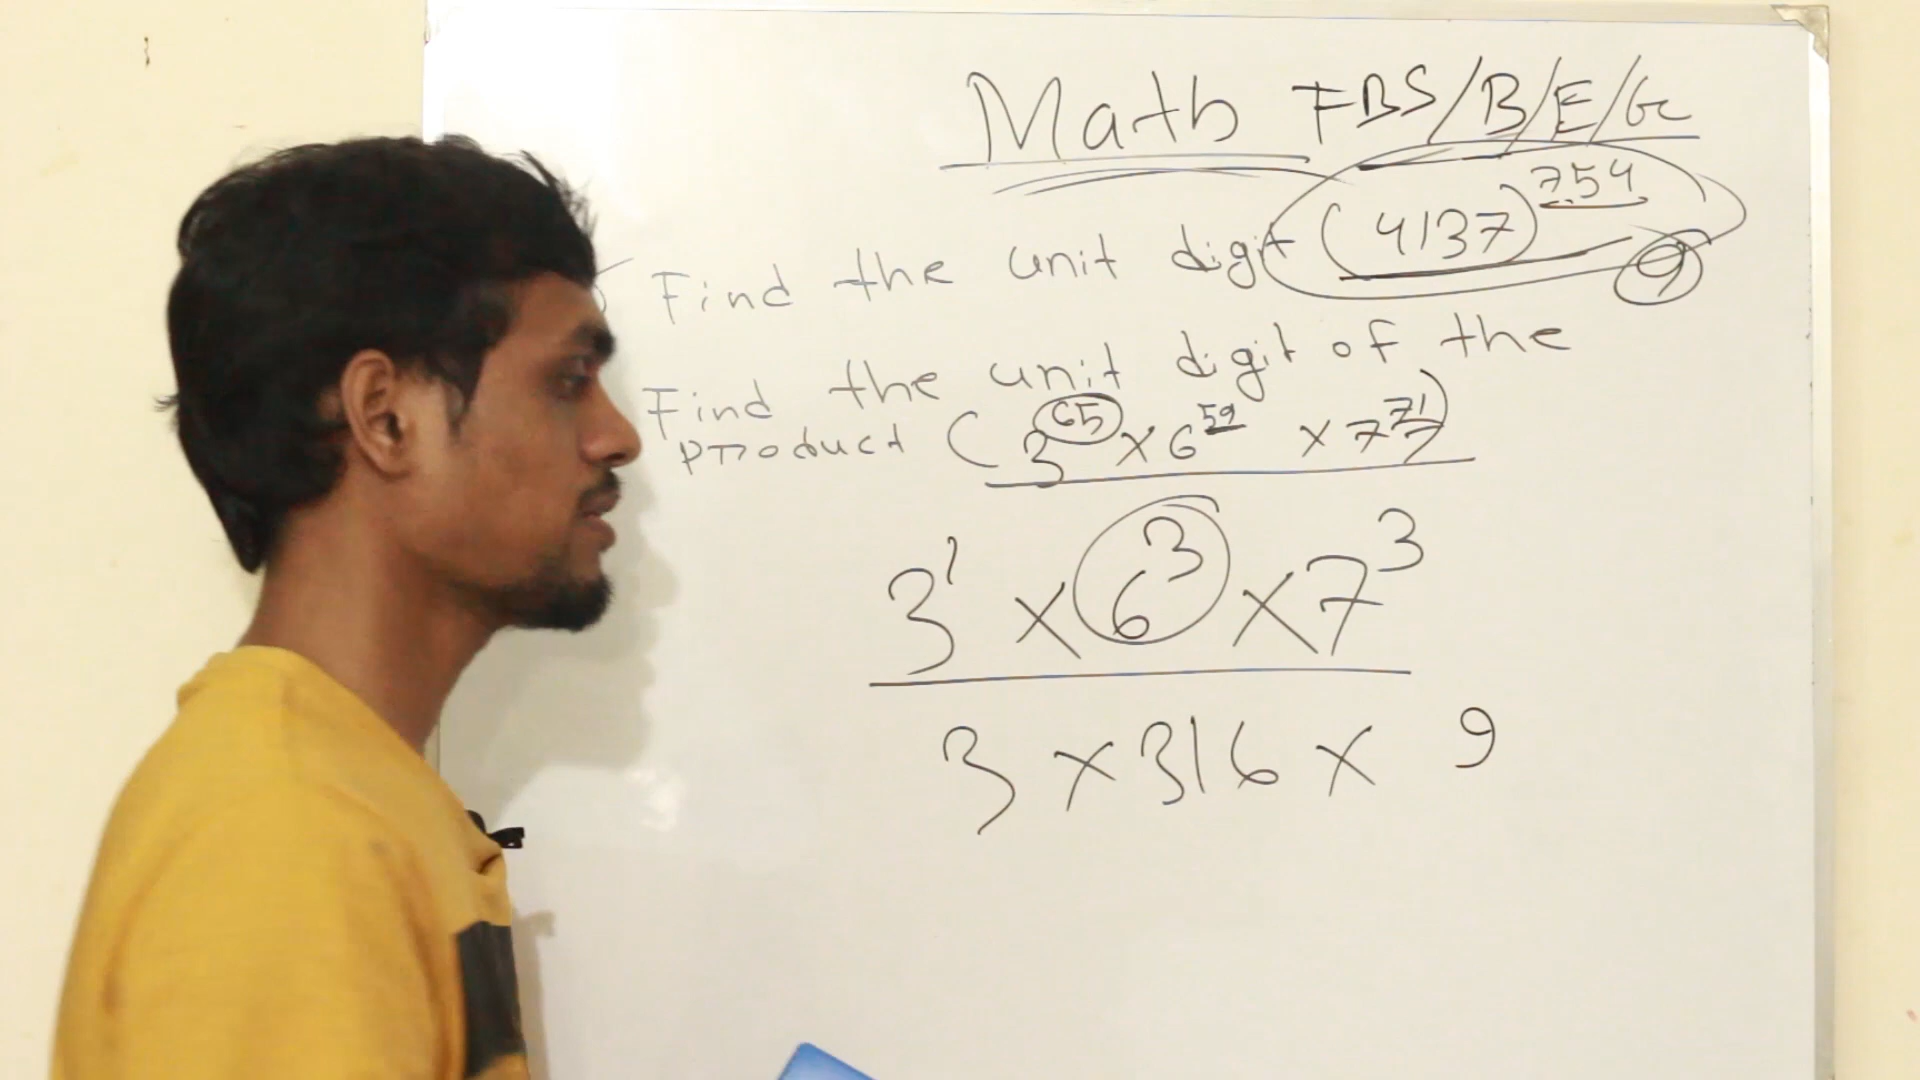 Math FBS/B/E/Gc
Find the unit digit (4137)^754 9
Find the unit digit of the
product (3^65 × 6^59 × 7^71)
3^1 × 6^3 × 7^3
3 × 316 × 9